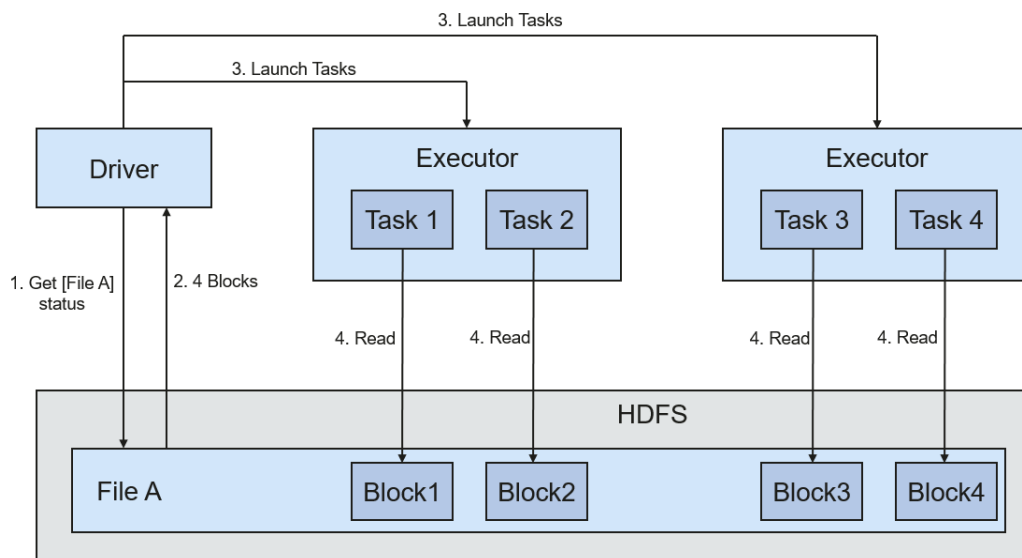 3. Launch Tasks
3. Launch Tasks
Driver
Executor
Executor
Task 1
Task 2
Task 3
Task 4
1. Get [File A]
status
2. 4 Blocks
4. Read
4. Read
4. Read
4. Read
HDFS
File A
Block1
Block2
Block3
Block4